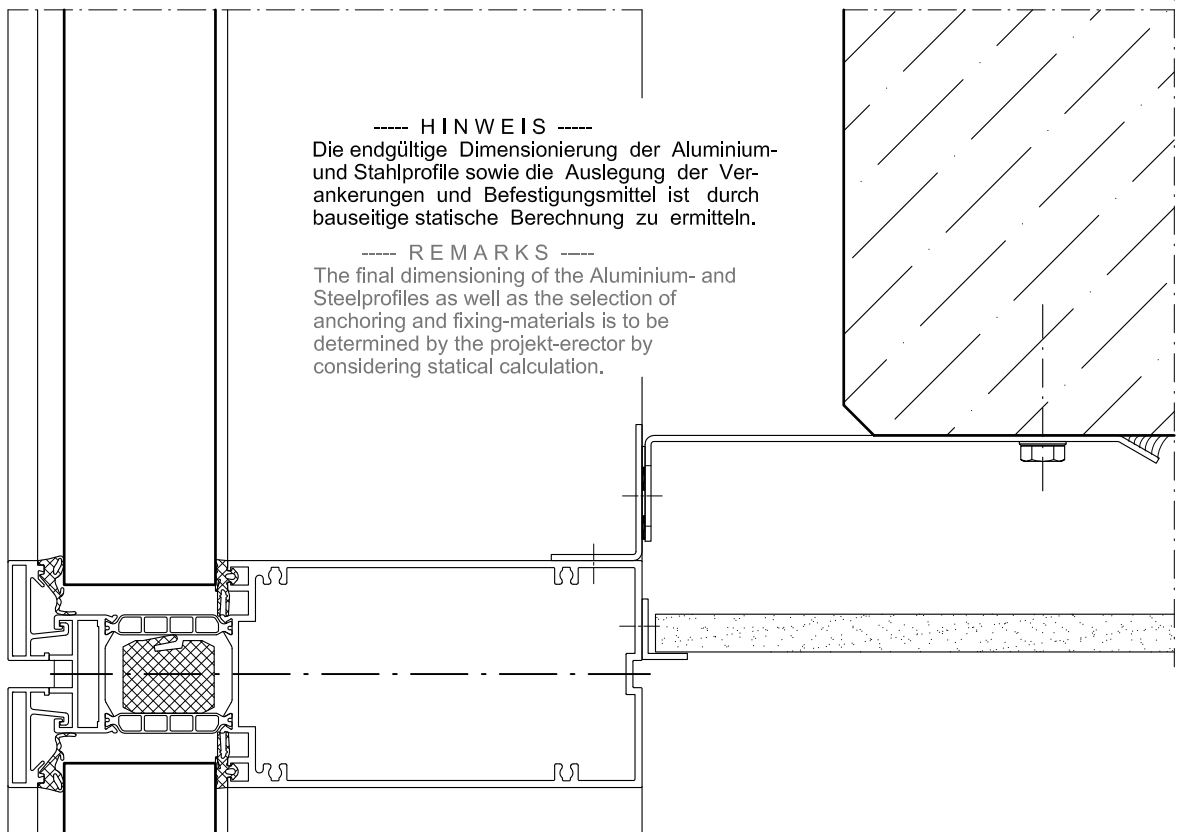 ----- H I N W E I S -----
Die endgültige Dimensionierung der Aluminium-
und Stahlprofile sowie die Auslegung der Ver-
ankerungen und Befestigungsmittel ist durch
bauseitige statische Berechnung zu ermitteln.
----- R E M A R K S -----
The final dimensioning of the Aluminium- and
Steelprofiles as well as the selection of
anchoring and fixing-materials is to be
determined by the projekt-erector by
considering statical calculation.